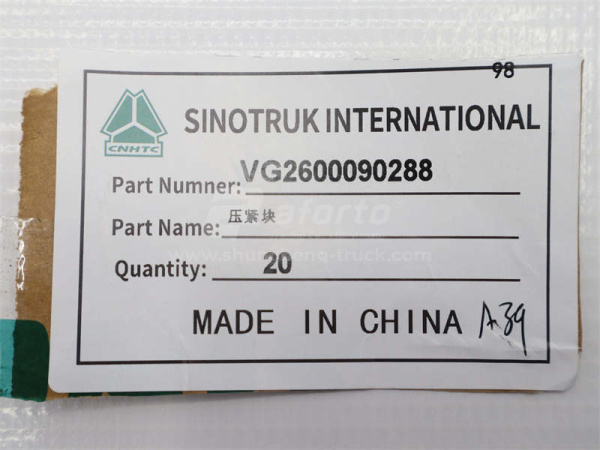 98
SINOTRUK INTERNATIONAL
CNHTC
Part Numner: VG2600090288
Part Name: 压紧块
Quantity: 20
MADE IN CHINA A39